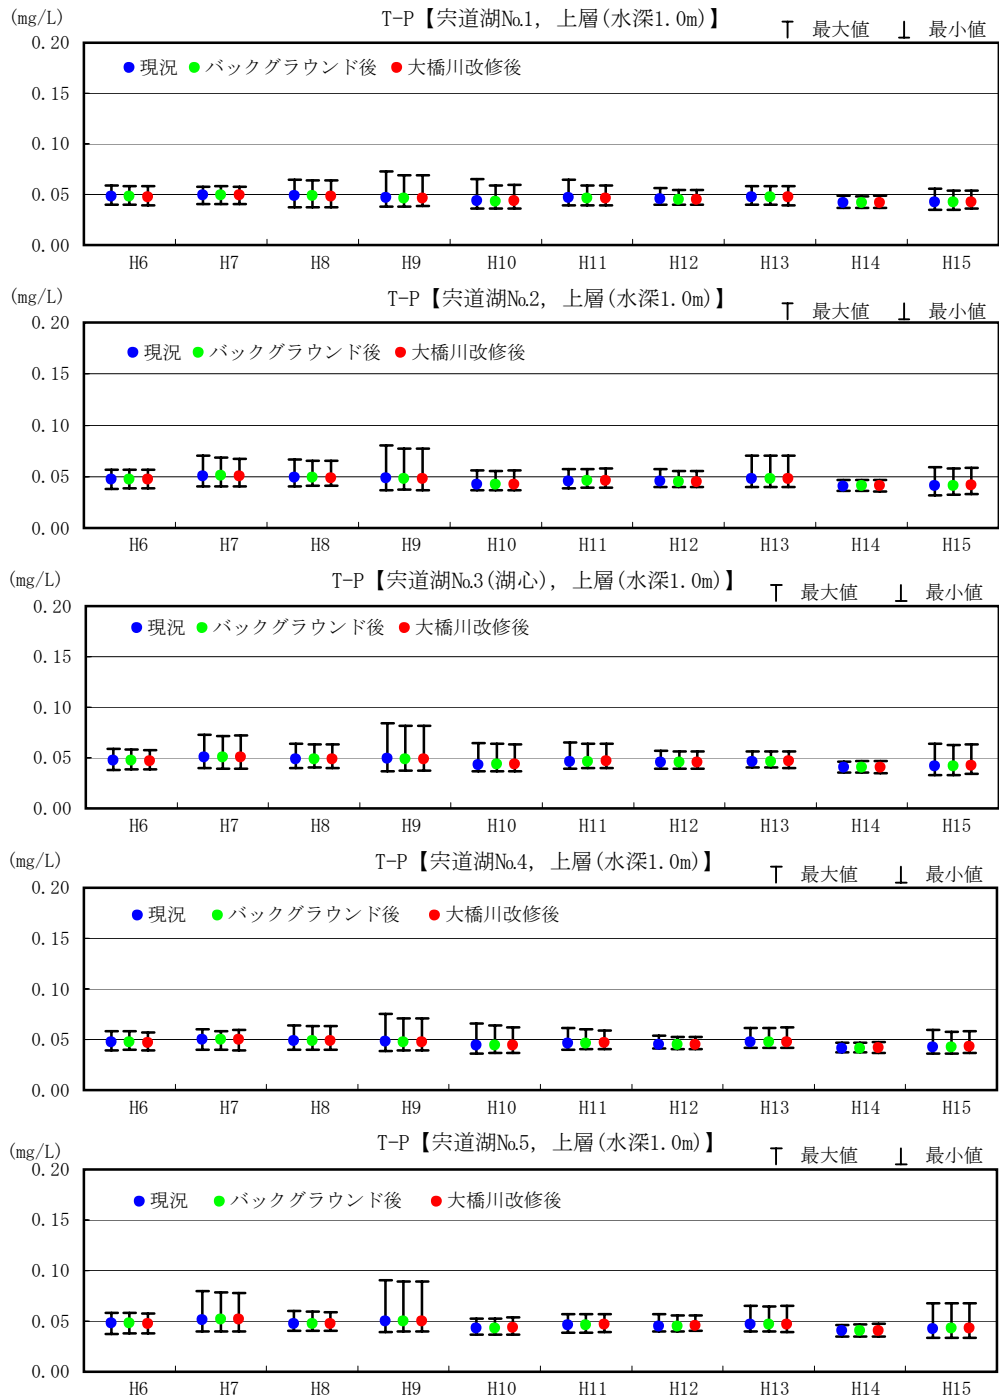 (mg/L) T-P【宍道湖№1, 上層(水深1.0m)】 最大値 最小値
0.20
現況 バックグラウンド後 大橋川改修後
0.15
0.10
0.05
0.00
H6 H7 H8 H9 H10 H11 H12 H13 H14 H15
(mg/L) T-P【宍道湖№2, 上層(水深1.0m)】 最大値 最小値
0.20
現況 バックグラウンド後 大橋川改修後
0.15
0.10
0.05
0.00
H6 H7 H8 H9 H10 H11 H12 H13 H14 H15
(mg/L) T-P【宍道湖№3(湖心), 上層(水深1.0m)】 最大値 最小値
0.20
現況 バックグラウンド後 大橋川改修後
0.15
0.10
0.05
0.00
H6 H7 H8 H9 H10 H11 H12 H13 H14 H15
(mg/L) T-P【宍道湖№4, 上層(水深1.0m)】 最大値 最小値
0.20
現況 バックグラウンド後 大橋川改修後
0.15
0.10
0.05
0.00
H6 H7 H8 H9 H10 H11 H12 H13 H14 H15
(mg/L) T-P【宍道湖№5, 上層(水深1.0m)】 最大値 最小値
0.20
現況 バックグラウンド後 大橋川改修後
0.15
0.10
0.05
0.00
H6 H7 H8 H9 H10 H11 H12 H13 H14 H15